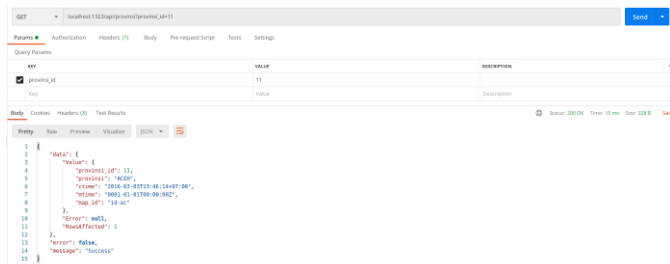 GET localhost:1323/api/provinsi?provinsi_id=11 Send
Params Authorization Headers (7) Body Pre-request Script Tests Settings
Query Params
KEY VALUE DESCRIPTION
provinsi_id 11
Key Value Description
Body Cookies Headers (3) Test Results Status: 200 OK Time: 15 ms Size: 328 B
Pretty Raw Preview Visualize JSON
1 {
2 "data": {
3 "Value": {
4 "provinsi_id": 11,
5 "provinsi": "ACEH",
6 "ctime": "2016-03-03T13:46:14+07:00",
7 "mtime": "0001-01-01T00:00:00Z",
8 "map_id": "id-ac"
9 },
10 "Error": null,
11 "RowsAffected": 1
12 },
13 "error": false,
14 "message": "Success"
15 }